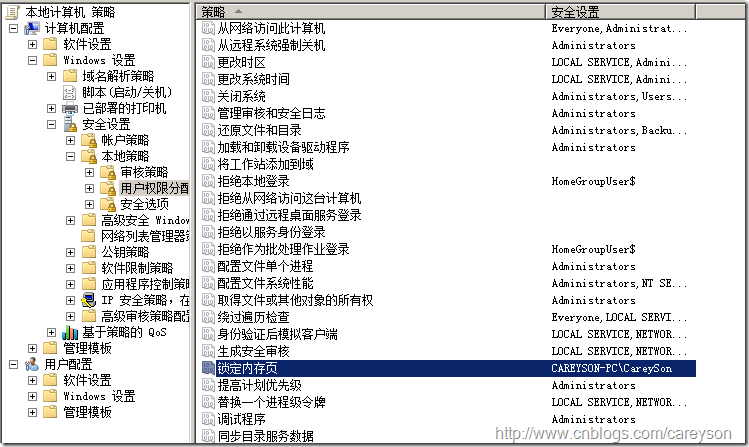 本地计算机 策略
计算机配置
软件设置
Windows 设置
域名解析策略
脚本(启动/关机)
已部署的打印机
安全设置
帐户策略
本地策略
审核策略
用户权限分配
安全选项
高级安全 Window
网络列表管理器策
公钥策略
软件限制策略
应用程序控制策略
IP 安全策略，在
高级审核策略配
基于策略的 QoS
管理模板
用户配置
软件设置
Windows 设置
管理模板
策略 安全设置
从网络访问此计算机 Everyone,Administrat...
从远程系统强制关机 Administrators
更改时区 LOCAL SERVICE,Admini...
更改系统时间 LOCAL SERVICE,Admini...
关闭系统 Administrators,Users...
管理审核和安全日志 Administrators
还原文件和目录 Administrators,Backu...
加载和卸载设备驱动程序 Administrators
将工作站添加到域
拒绝本地登录 HomeGroupUser$
拒绝从网络访问这台计算机
拒绝通过远程桌面服务登录
拒绝以服务身份登录
拒绝作为批处理作业登录 HomeGroupUser$
配置文件单个进程 Administrators
配置文件系统性能 Administrators,NT SE...
取得文件或其他对象的所有权 Administrators
绕过遍历检查 Everyone,LOCAL SERVI...
身份验证后模拟客户端 LOCAL SERVICE,NETWOR...
生成安全审核 LOCAL SERVICE,NETWOR...
锁定内存页 CAREYSON-PC\CareySon
提高计划优先级 Administrators
替换一个进程级令牌 LOCAL SERVICE,NETWOR...
调试程序 Administrators
同步目录服务数据
http://www.cnblogs.com/careyson